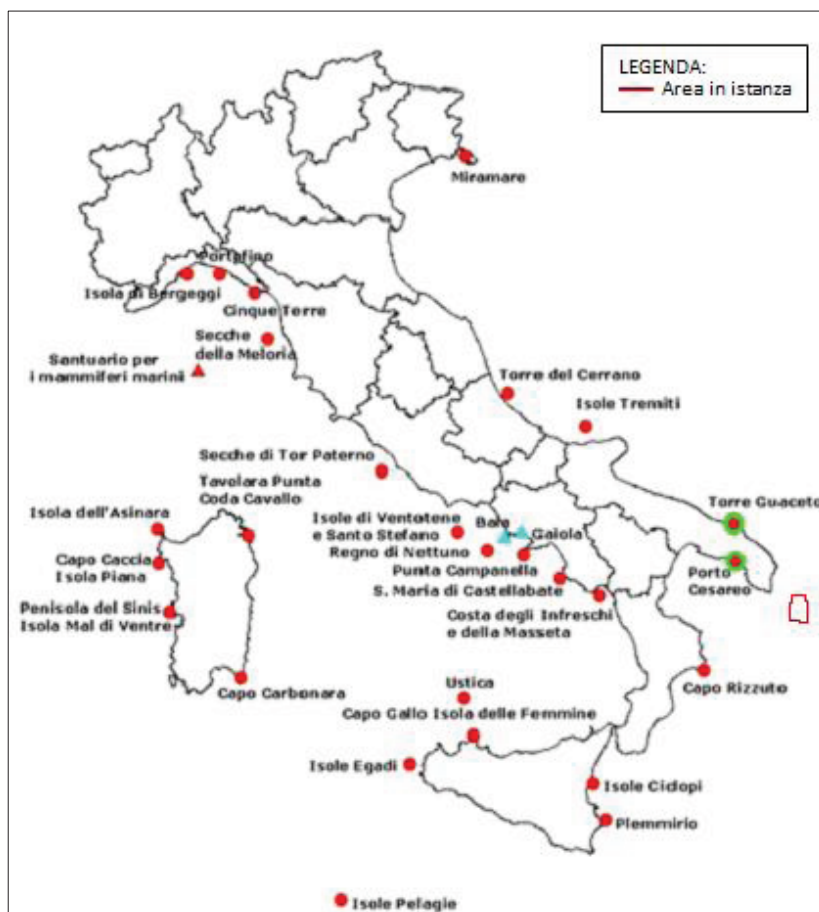 LEGENDA:
Area in istanza
Miramare
Portofino
Isola di Bergeggi
Cinque Terre
Secche
della Meloria
Santuario per
i mammiferi marini
Torre del Cerrano
Isole Tremiti
Secche di Tor Paterno
Tavolara Punta
Coda Cavallo
Isola dell'Asinara
Isole di Ventotene
e Santo Stefano
Baia
Gaiola
Torre Guaceto
Regno di Nettuno
Capo Caccia
Isola Piana
Punta Campanella
Porto
Cesareo
S. Maria di Castellabate
Penisola del Sinis
Isola Mal di Ventre
Costa degli Infreschi
e della Masseta
Capo Carbonara
Ustica
Capo Rizzuto
Capo Gallo Isola delle Femmine
Isole Egadi
Isole Ciclopi
Plemmirio
Isole Pelagie